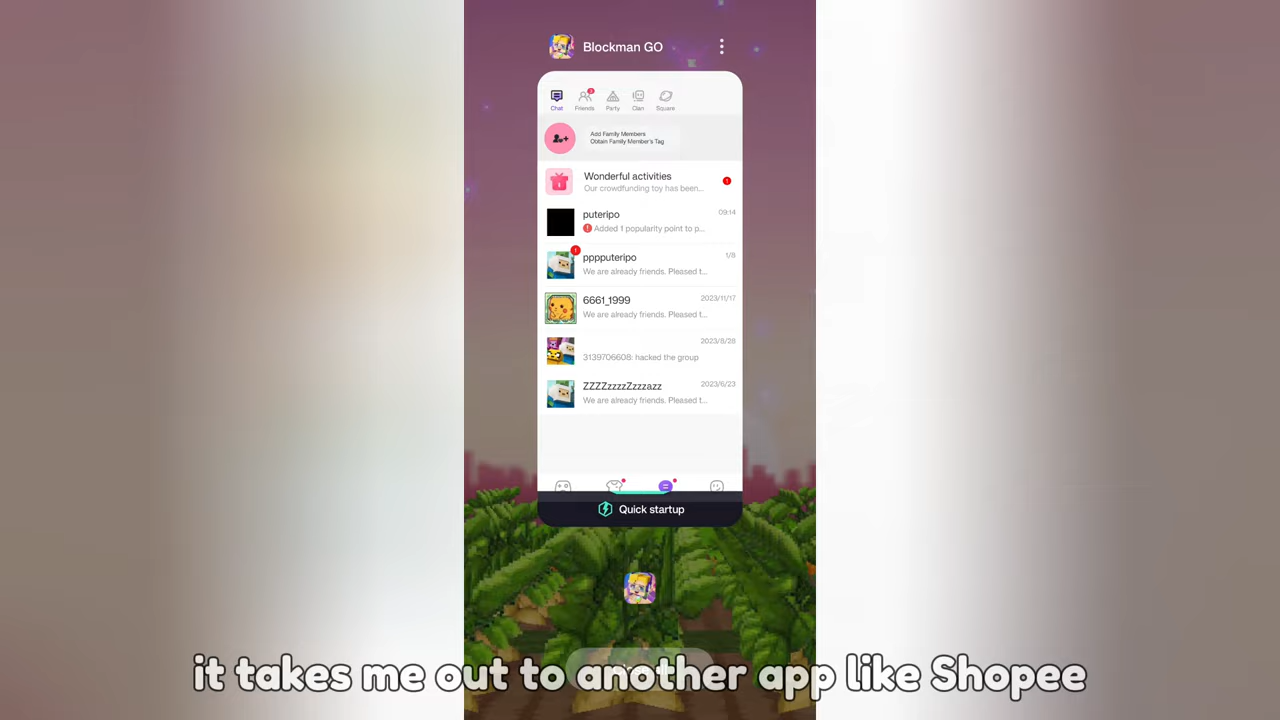 Blockman GO
Chat Friends Party Clan Square
3
Add Family Members
Obtain Family Member's Tag
Wonderful activities
Our crowdfunding toy has been...
puteripo 09:14
Added 1 popularity point to p...
pppputeripo 1/8
We are already friends. Pleased t...
6661_1999 2023/11/17
We are already friends. Pleased t...
2023/8/28
3139706608: hacked the group
ZZZZzzzzZzzzazz 2023/6/23
We are already friends. Pleased t...
Quick startup
it takes me out to another app like Shopee